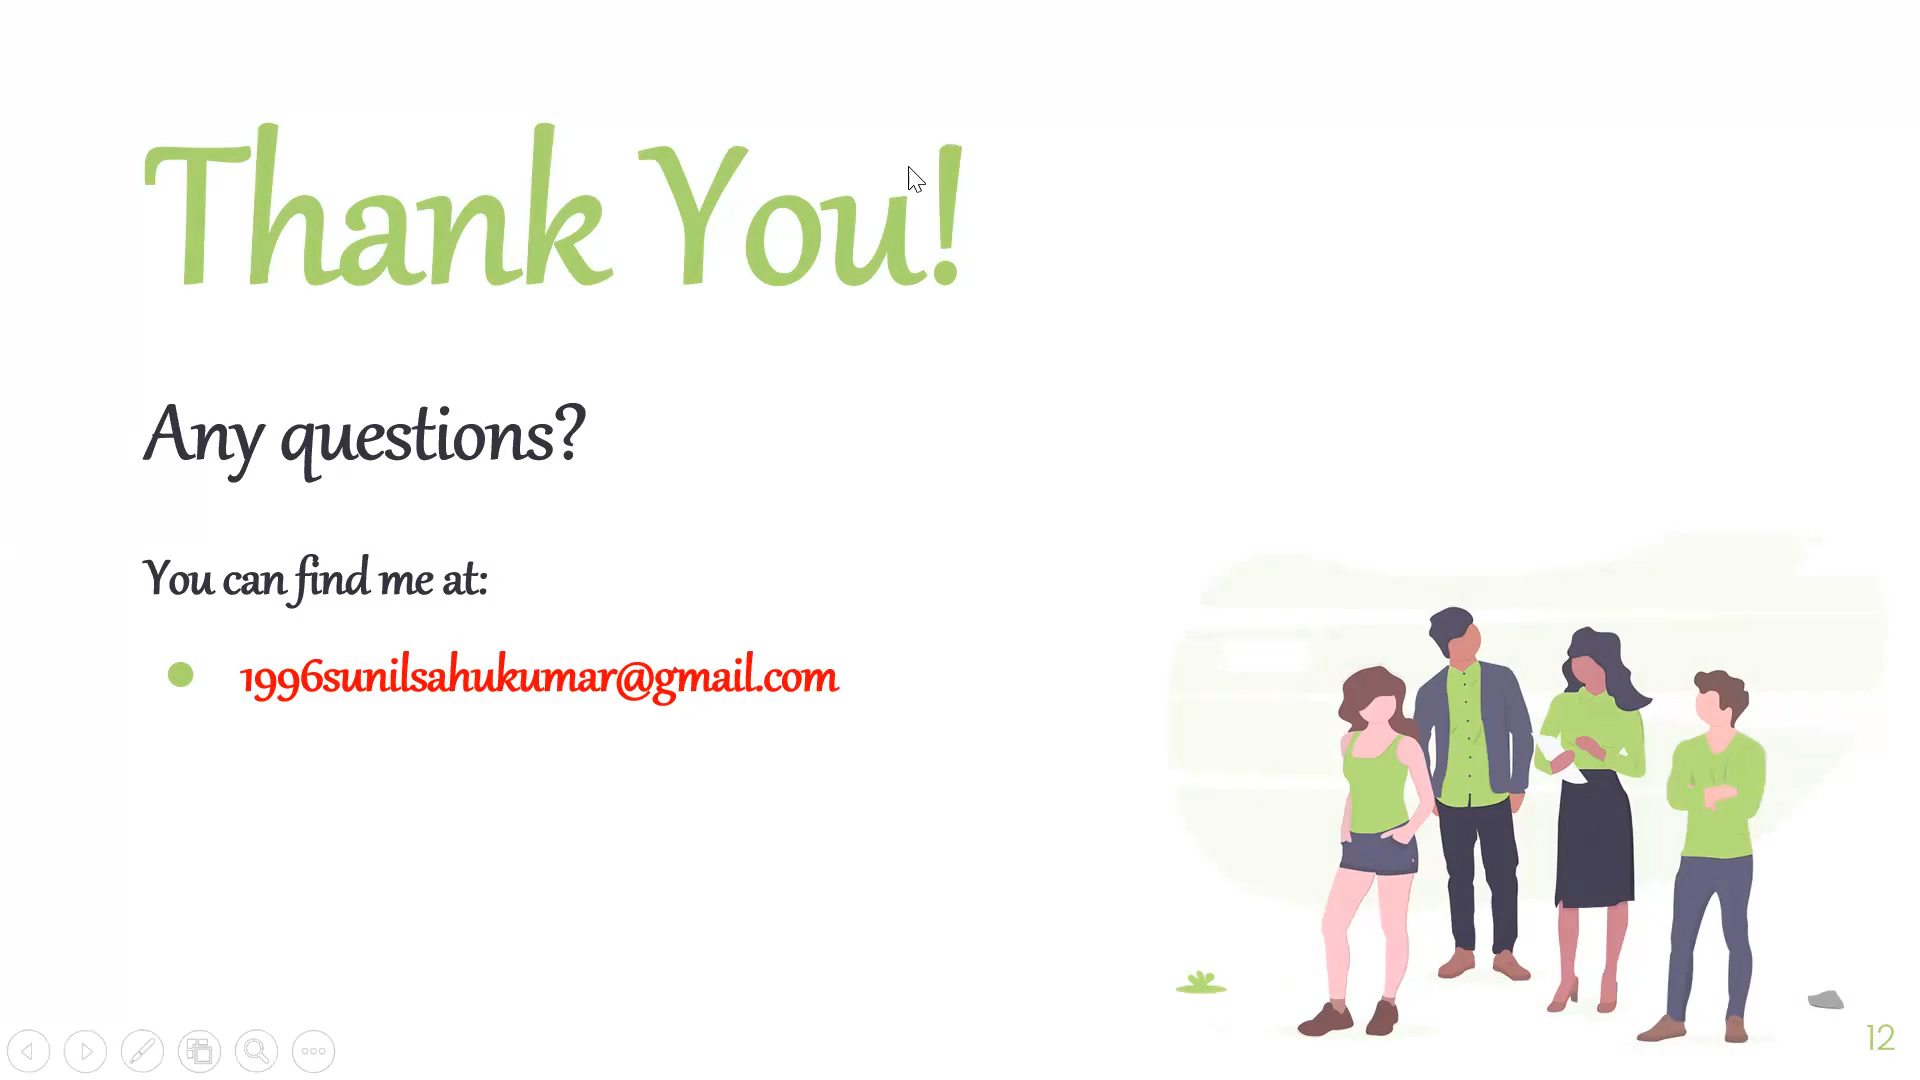 Thank You!
Any questions?
You can find me at:
1996sunilsahukumar@gmail.com
12